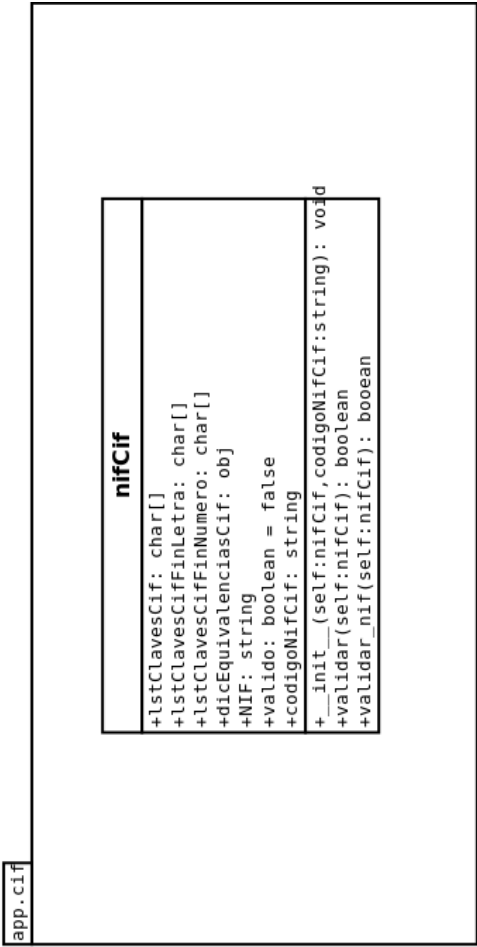 app.cif
nifCif
+lstClavesCif: char[]
+lstClavesCifFinLetra: char[]
+lstClavesCifFinNumero: char[]
+dicEquivalenciasCif: obj
+NIF: string
+valido: boolean = false
+codigoNifCif: string
+__init__(self:nifCif,codigoNifCif:string): void
+validar(self:nifCif): boolean
+validar_nif(self:nifCif): booean